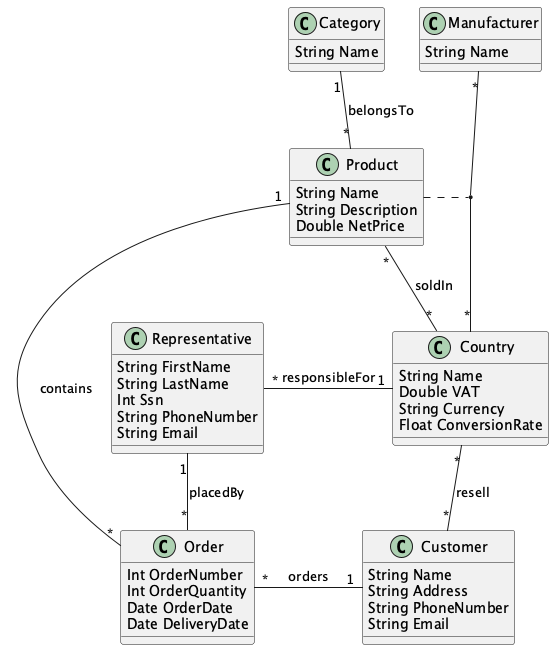 C Category
String Name
C Manufacturer
String Name
1
*
belongsTo
*
C Product
String Name
String Description
Double NetPrice
1
*
soldIn
*
*
C Representative
String FirstName
String LastName
Int Ssn
String PhoneNumber
String Email
C Country
String Name
Double VAT
String Currency
Float ConversionRate
* responsibleFor 1
contains
1
placedBy
*
*
*
resell
*
C Order
Int OrderNumber
Int OrderQuantity
Date OrderDate
Date DeliveryDate
* orders 1
C Customer
String Name
String Address
String PhoneNumber
String Email